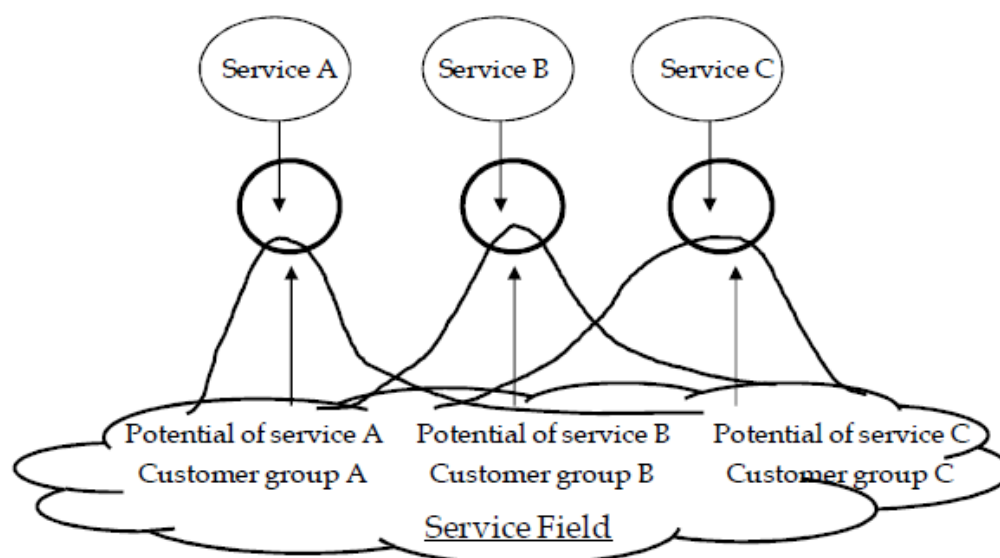 Service A
Service B
Service C
Potential of service A
Potential of service B
Potential of service C
Customer group A
Customer group B
Customer group C
Service Field